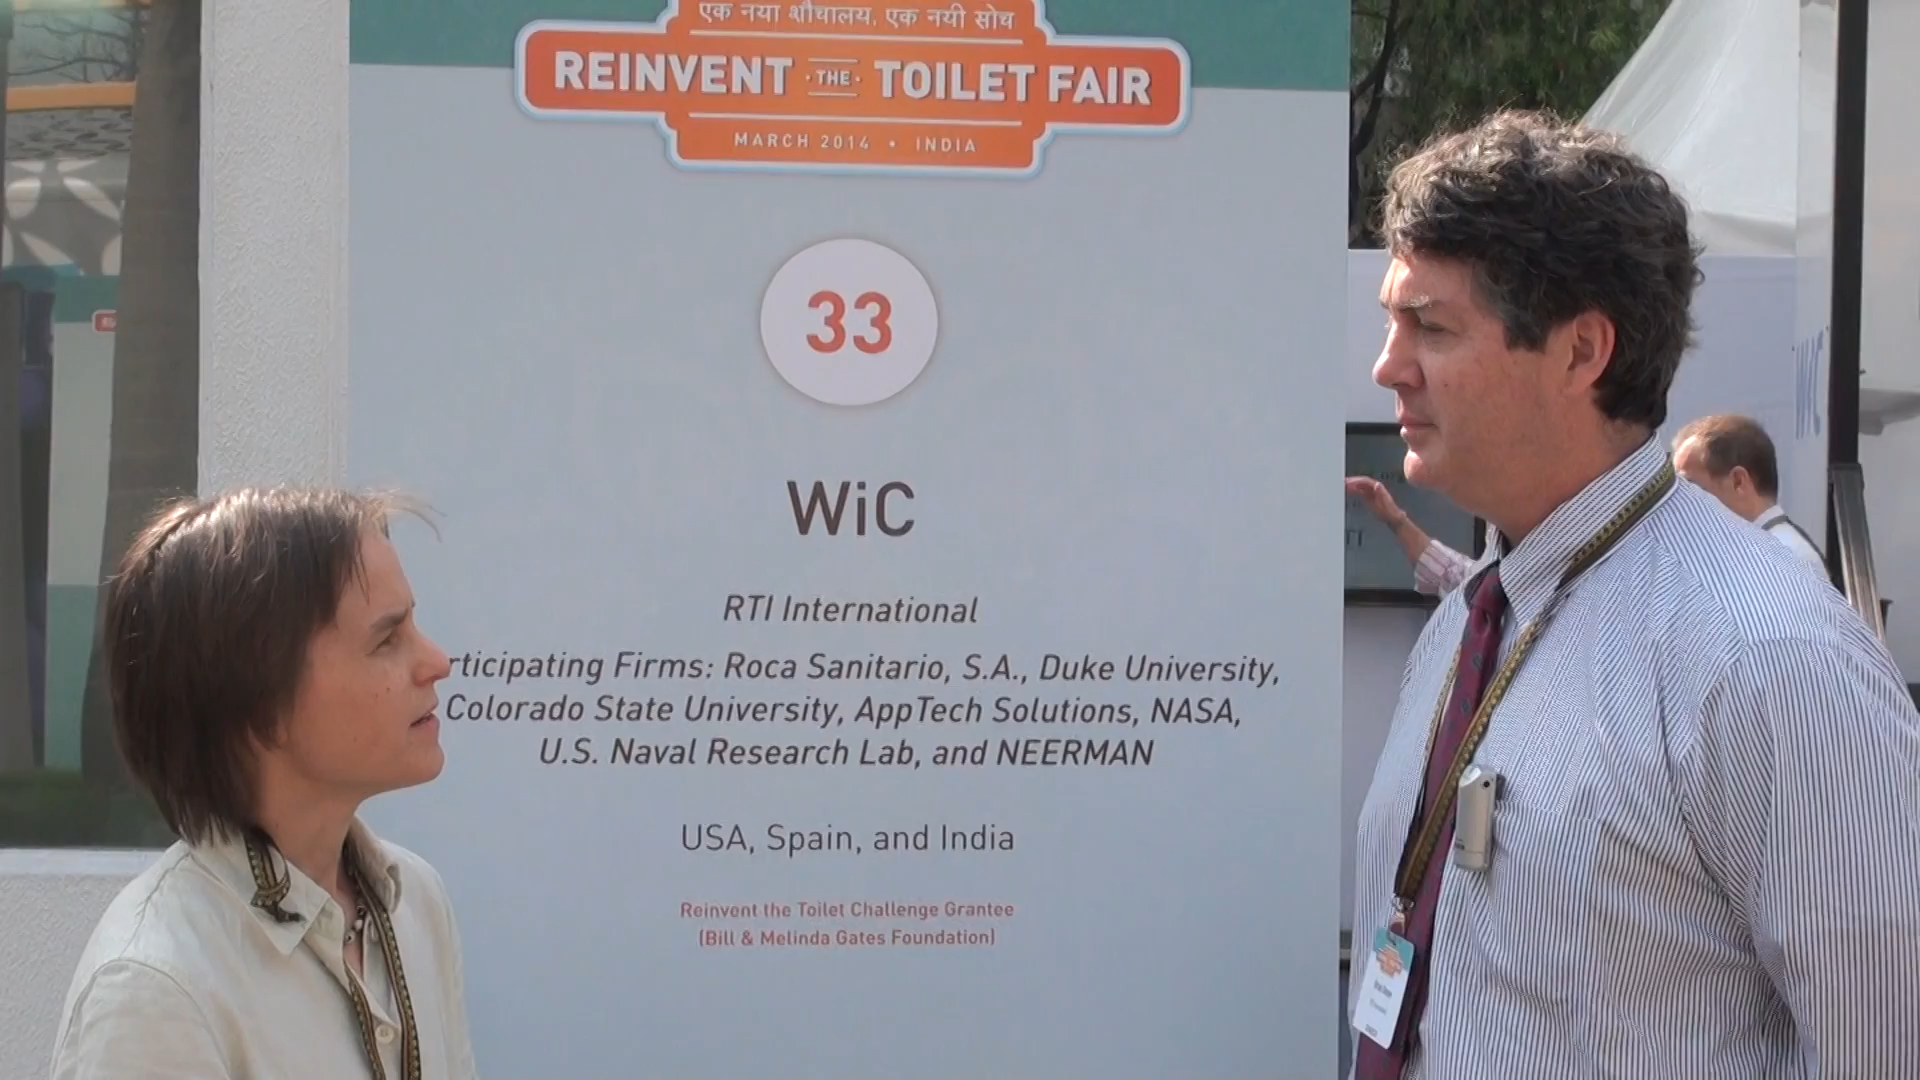 एक नया शौचालय, एक नयी सोच
REINVENT ·THE· TOILET FAIR
MARCH 2014 • INDIA
33
WiC
RTI International
rticipating Firms: Roca Sanitario, S.A., Duke University,
Colorado State University, AppTech Solutions, NASA,
U.S. Naval Research Lab, and NEERMAN
USA, Spain, and India
Reinvent the Toilet Challenge Grantee
(Bill & Melinda Gates Foundation)
WiC